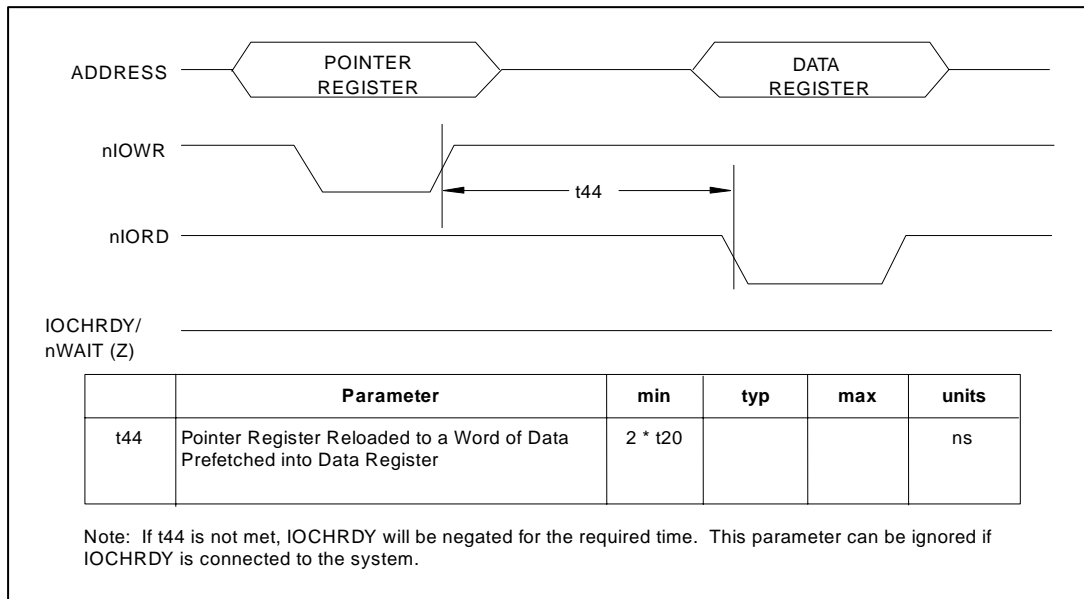 ADDRESS
POINTER
REGISTER
DATA
REGISTER
nIOWR
t44
nIORD
IOCHRDY/
nWAIT (Z)
Parameter min typ max units
t44 Pointer Register Reloaded to a Word of Data 2 * t20 ns
Prefetched into Data Register
Note: If t44 is not met, IOCHRDY will be negated for the required time. This parameter can be ignored if
IOCHRDY is connected to the system.